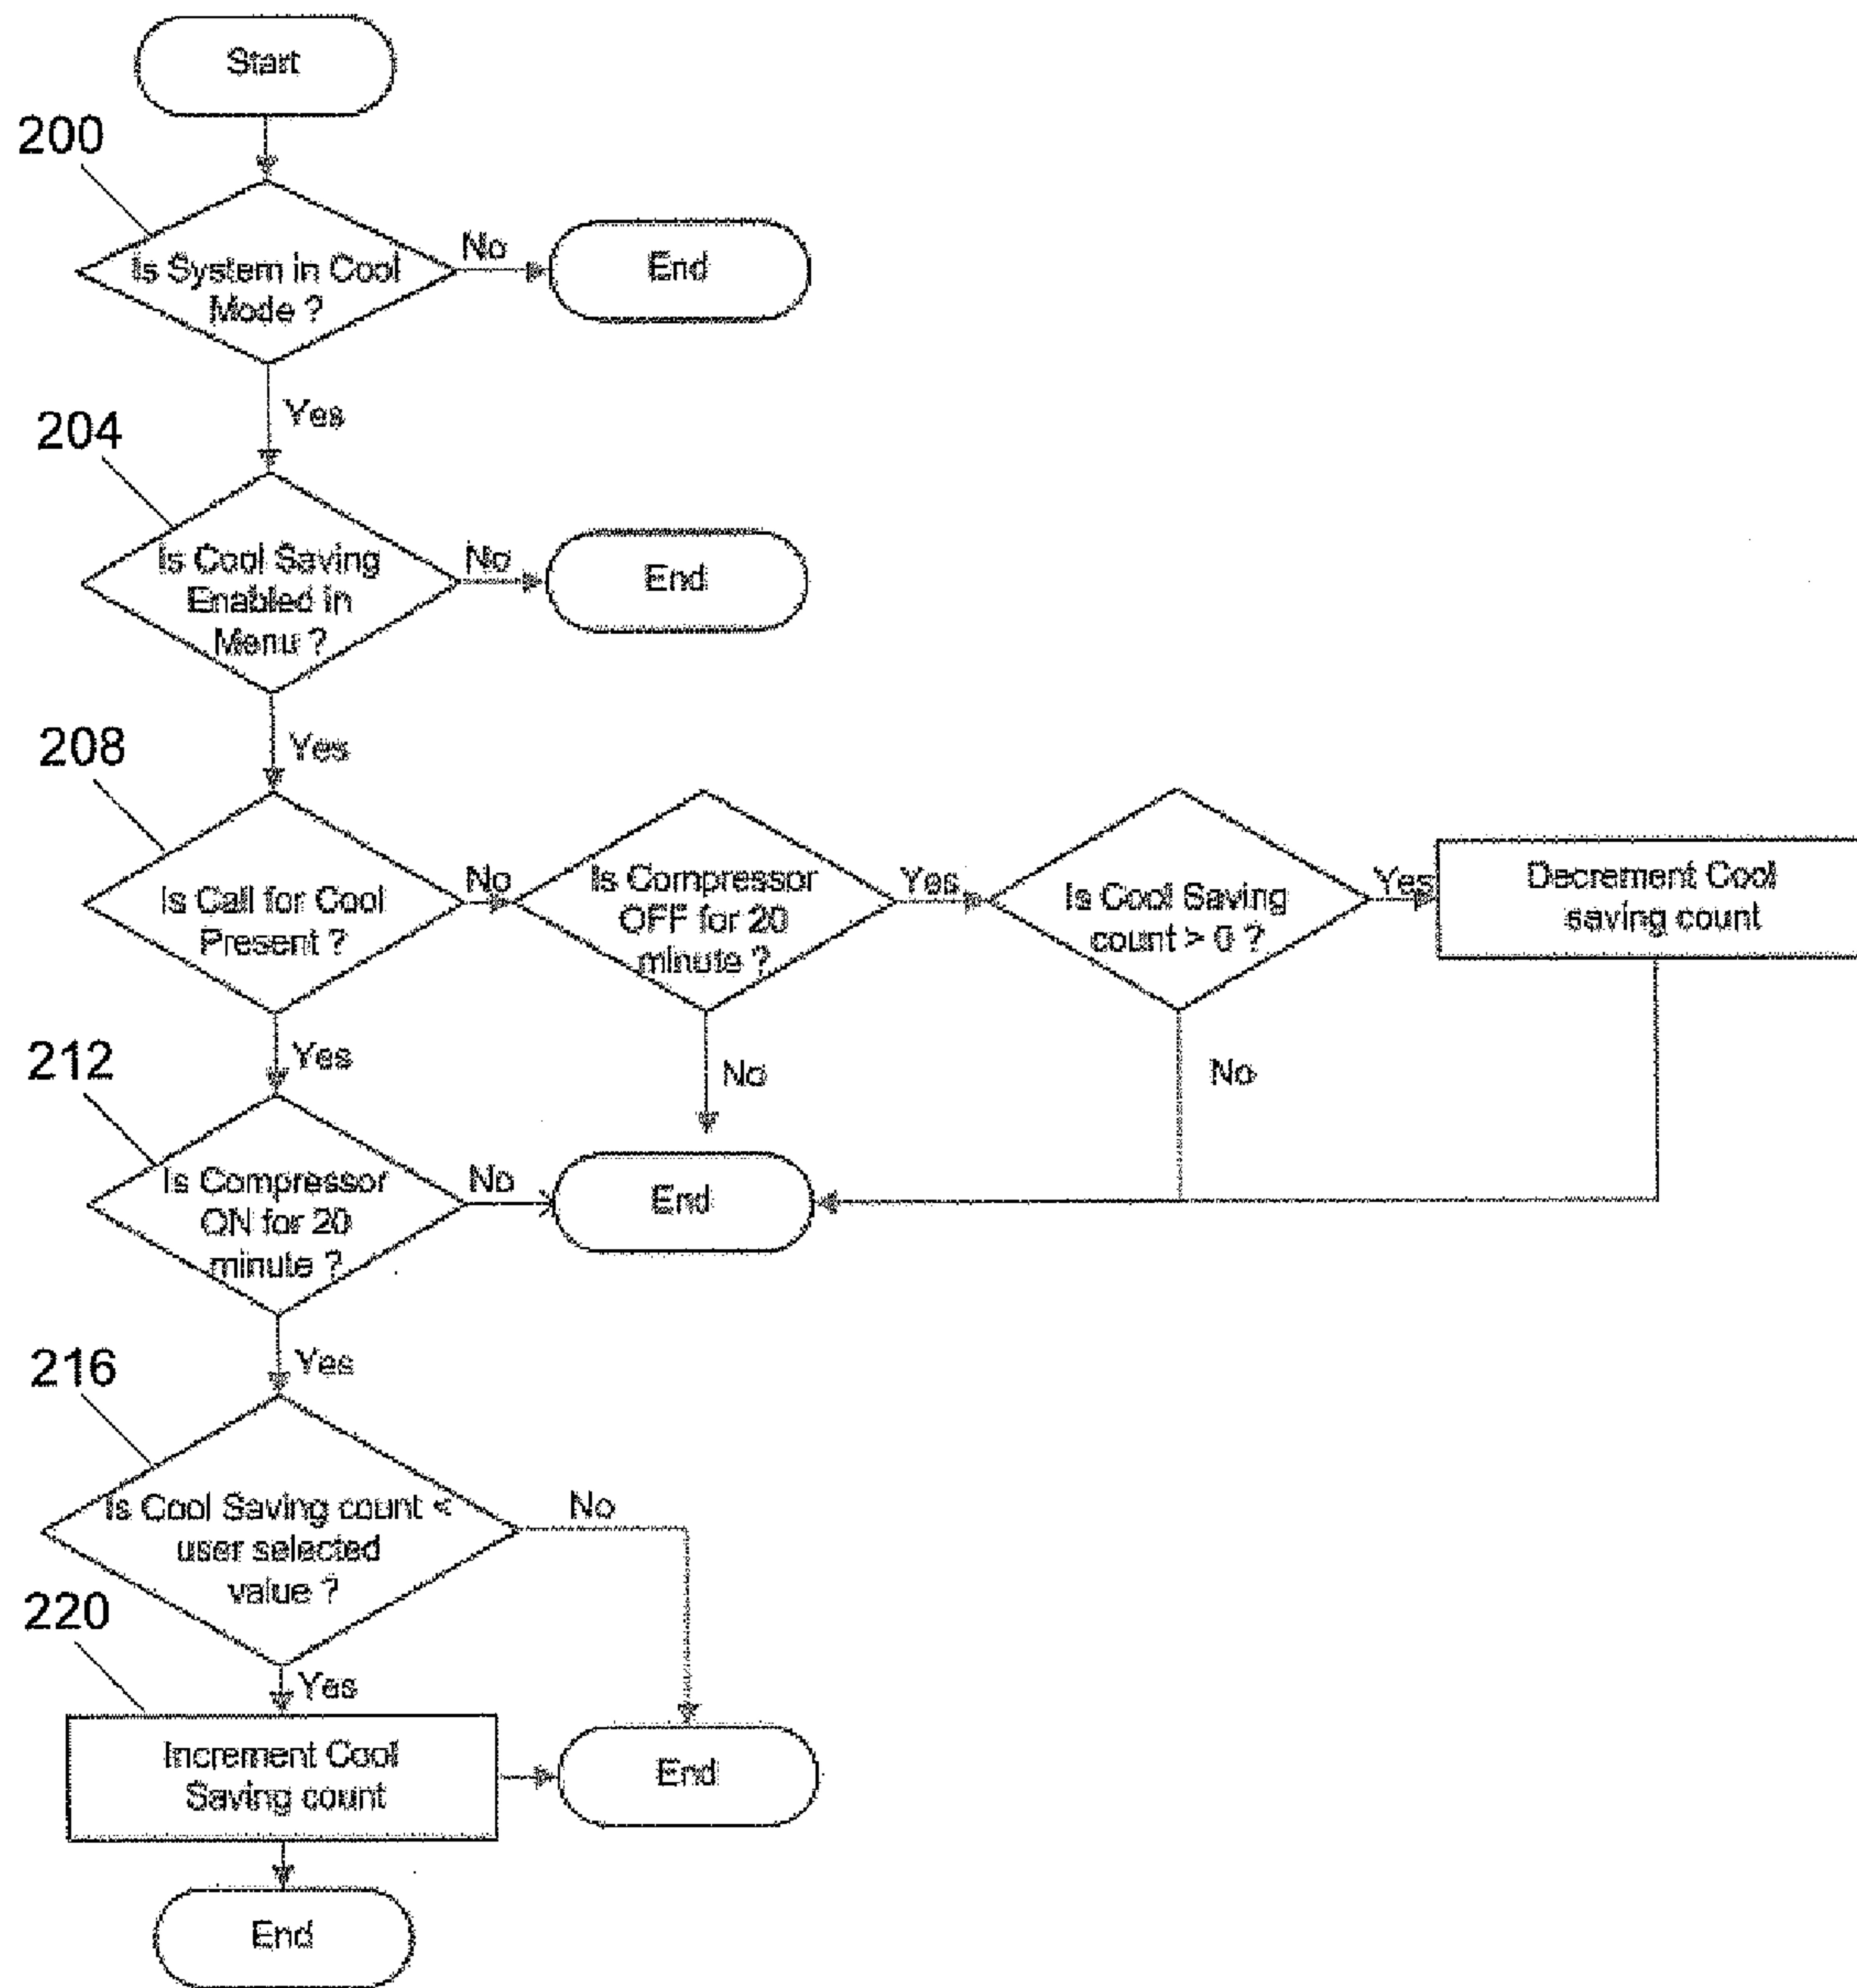 Start
200
Is System in Cool
Mode ?
No
End
Yes
204
Is Cool Saving
Enabled in
Menu ?
No
End
Yes
208
Is Call for Cool
Present ?
No
Is Compressor
OFF for 20
minute ?
Yes
Is Cool Saving
count > 0 ?
Yes
Decrement Cool
saving count
Yes
No
No
212
Is Compressor
ON for 20
minute ?
No
End
Yes
216
Is Cool Saving count <
user selected
value ?
No
220
Yes
Increment Cool
Saving count
End
End